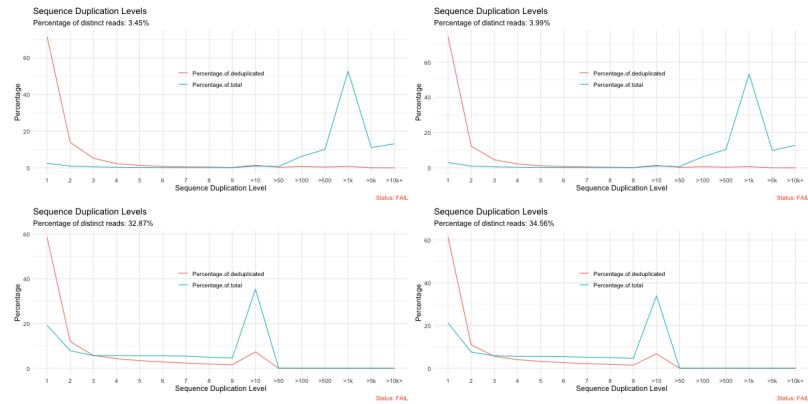 Sequence Duplication Levels
Percentage of distinct reads: 3.45%
Percentage
60
40
20
0
Percentage.of.deduplicated
Percentage.of.total
1 2 3 4 5 6 7 8 9 >10 >50 >100 >500 >1k >5k >10k+
Sequence Duplication Level
Status: FAIL
Sequence Duplication Levels
Percentage of distinct reads: 3.99%
Percentage
60
40
20
0
Percentage.of.deduplicated
Percentage.of.total
1 2 3 4 5 6 7 8 9 >10 >50 >100 >500 >1k >5k >10k+
Sequence Duplication Level
Status: FAIL
Sequence Duplication Levels
Percentage of distinct reads: 32.87%
Percentage
60
40
20
0
Percentage.of.deduplicated
Percentage.of.total
1 2 3 4 5 6 7 8 9 >10 >50 >100 >500 >1k >5k >10k+
Sequence Duplication Level
Status: FAIL
Sequence Duplication Levels
Percentage of distinct reads: 34.56%
Percentage
60
40
20
0
Percentage.of.deduplicated
Percentage.of.total
1 2 3 4 5 6 7 8 9 >10 >50 >100 >500 >1k >5k >10k+
Sequence Duplication Level
Status: FAIL